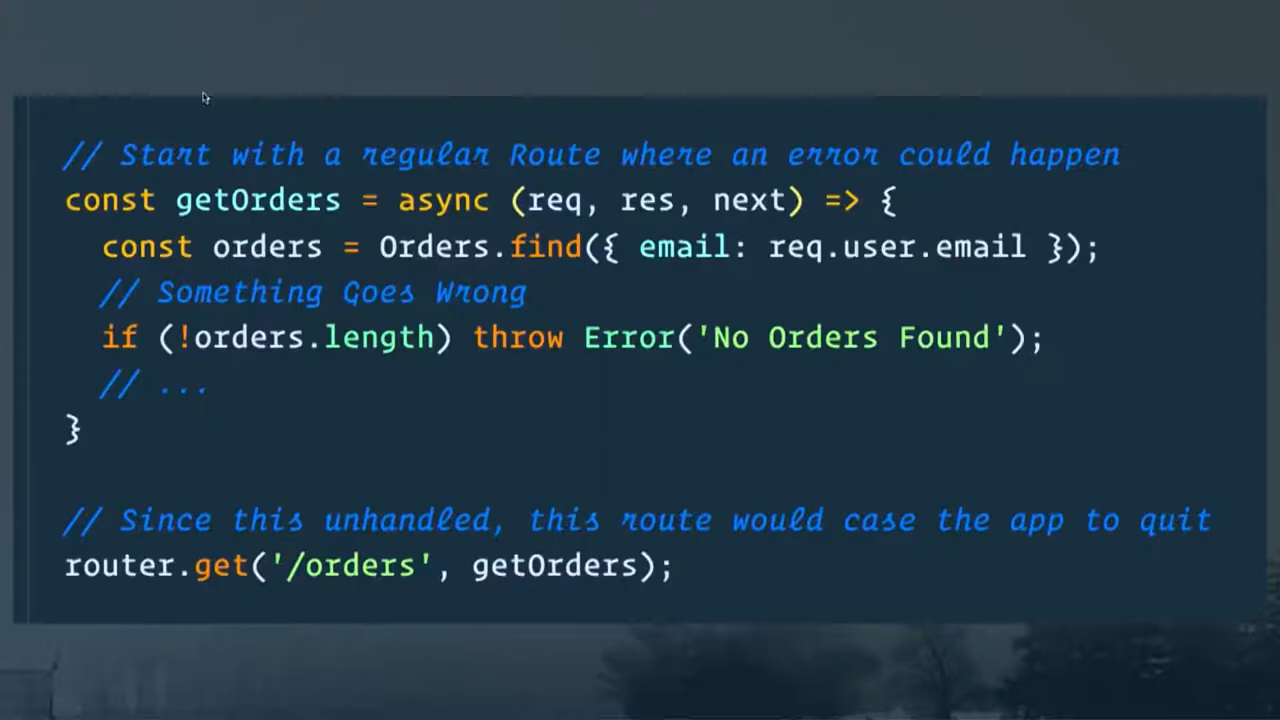 // Start with a regular Route where an error could happen
const getOrders = async (req, res, next) => {
  const orders = Orders.find({ email: req.user.email });
  // Something Goes Wrong
  if (!orders.length) throw Error('No Orders Found');
  // ...
}
// Since this unhandled, this route would case the app to quit
router.get('/orders', getOrders);